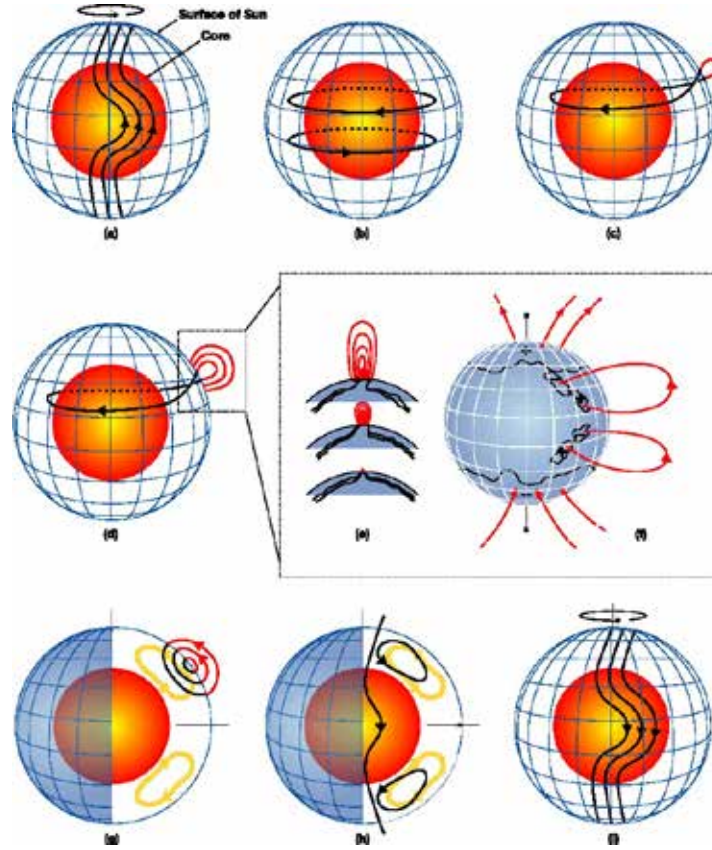 Surface of Sun
Core
(a)
(b)
(c)
(d)
(e)
(f)
(g)
(h)
(i)